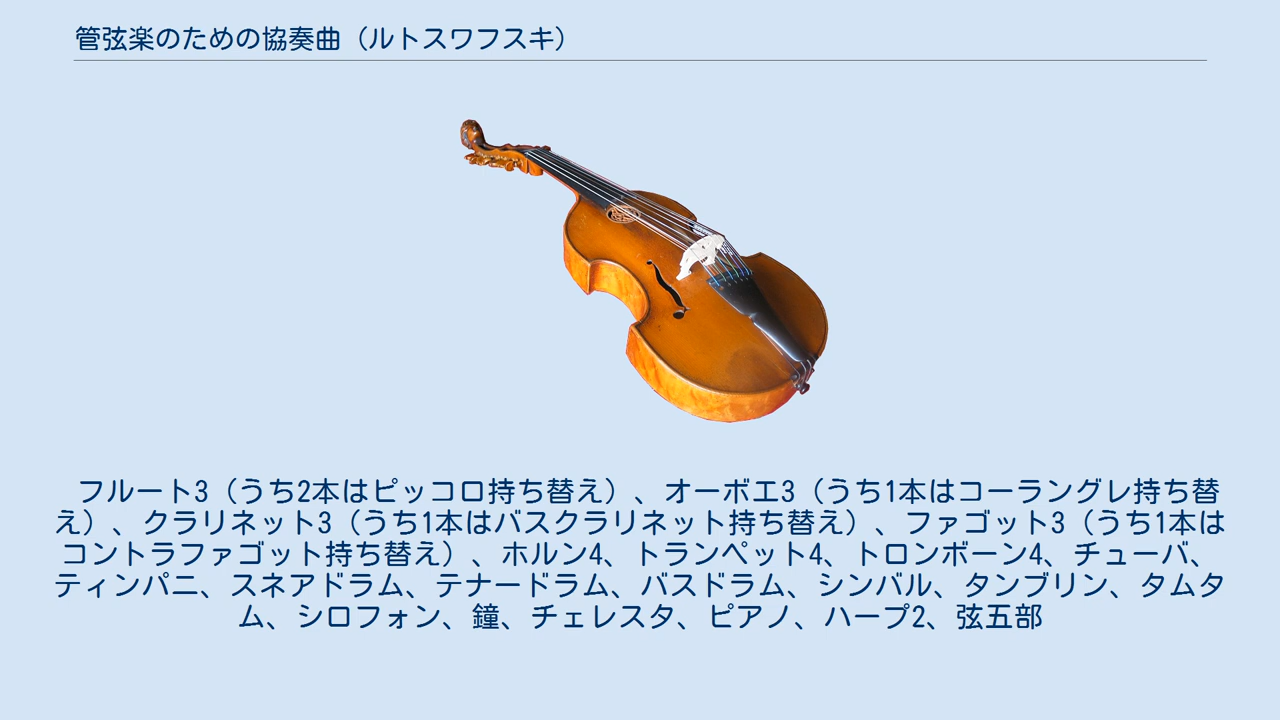 管弦楽のための協奏曲（ルトスワフスキ）
フルート3（うち2本はピッコロ持ち替え）、オーボエ3（うち1本はコーラングレ持ち替
え）、クラリネット3（うち1本はバスクラリネット持ち替え）、ファゴット3（うち1本は
コントラファゴット持ち替え）、ホルン4、トランペット4、トロンボーン4、チューバ、
ティンパニ、スネアドラム、テナードラム、バスドラム、シンバル、タンブリン、タムタ
ム、シロフォン、鐘、チェレスタ、ピアノ、ハープ2、弦五部